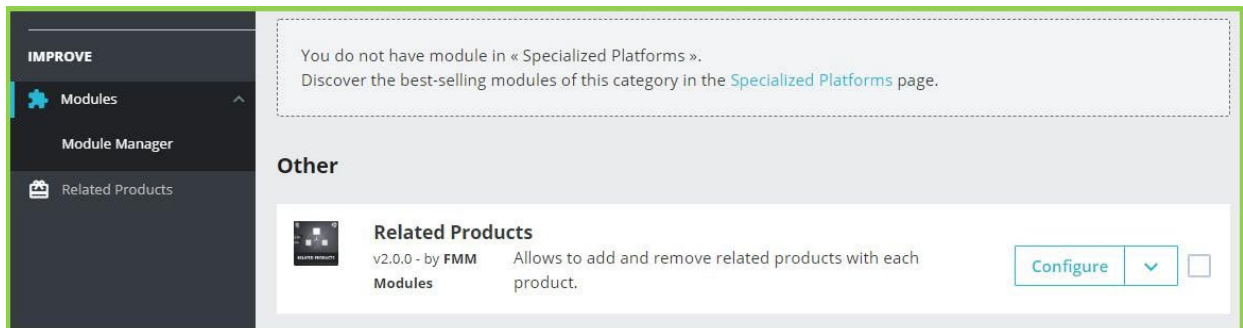 IMPROVE
Modules
Module Manager
Related Products
You do not have module in « Specialized Platforms ».
Discover the best-selling modules of this category in the Specialized Platforms page.
Other
Related Products
v2.0.0 - by FMM Modules
Allows to add and remove related products with each
product.
Configure
RELATED PRODUCTS